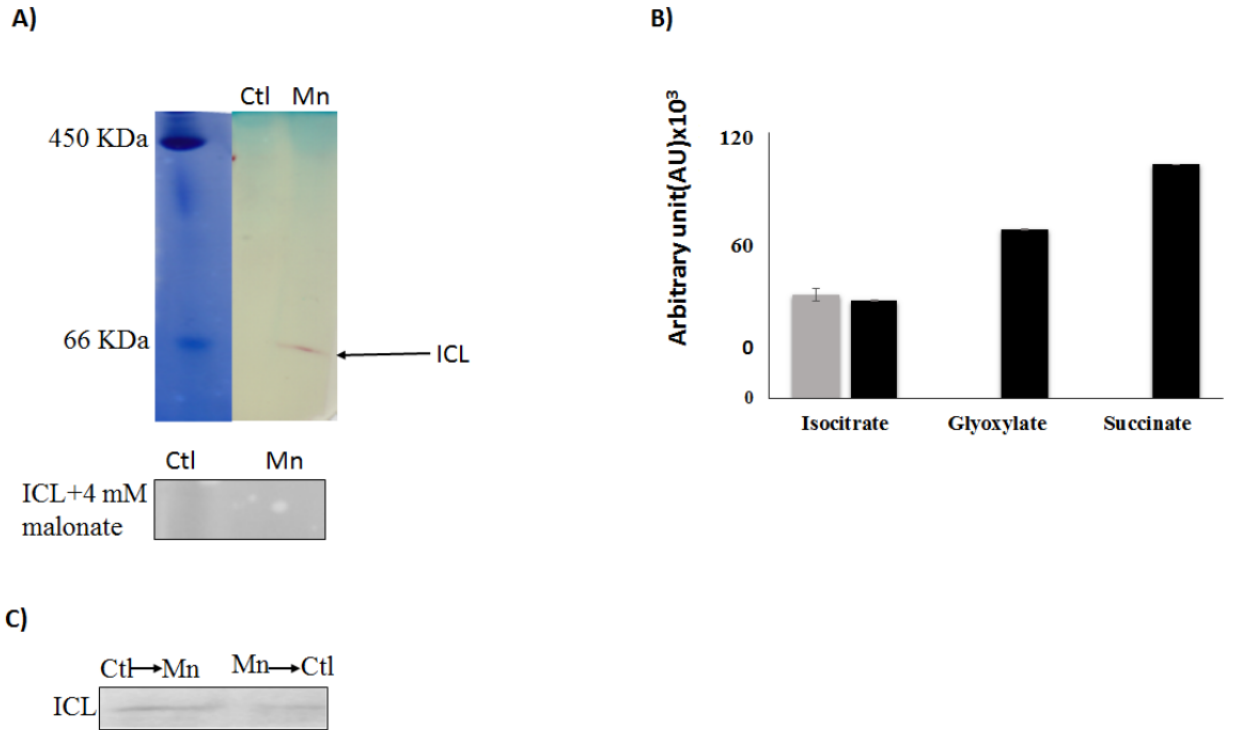 A)
Ctl Mn
450 KDa
66 KDa
ICL
Ctl Mn
ICL+4 mM
malonate
B)
Arbitrary unit(AU)x10³
120
60
0
0
Isocitrate Glyoxylate Succinate
C)
Ctl→Mn Mn→Ctl
ICL